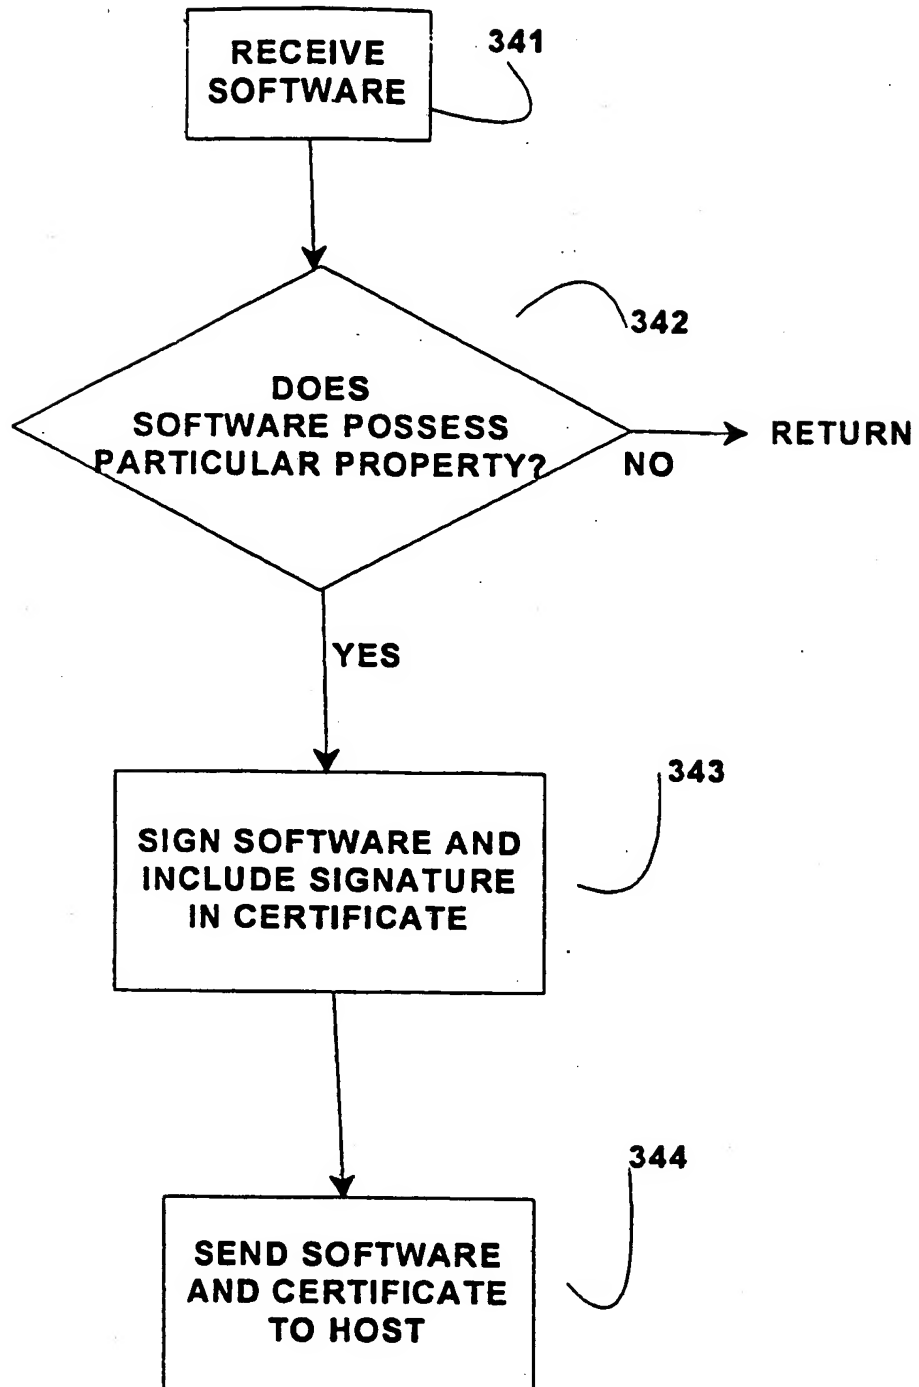 RECEIVE
SOFTWARE
341
342
DOES
SOFTWARE POSSESS
PARTICULAR PROPERTY?
NO
RETURN
YES
343
SIGN SOFTWARE AND
INCLUDE SIGNATURE
IN CERTIFICATE
344
SEND SOFTWARE
AND CERTIFICATE
TO HOST